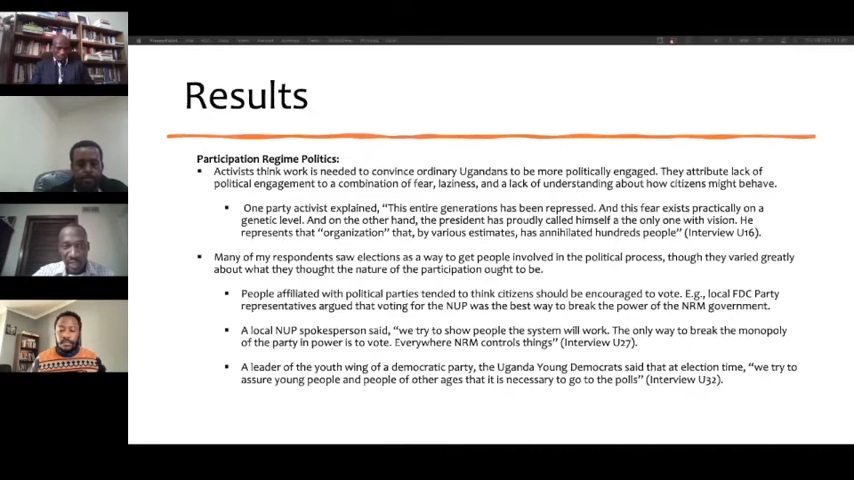 Results
Participation Regime Politics:
▪ Activists think work is needed to convince ordinary Ugandans to be more politically engaged. They attribute lack of
political engagement to a combination of fear, laziness, and a lack of understanding about how citizens might behave.
▪ One party activist explained, “This entire generations has been repressed. And this fear exists practically on a
genetic level. And on the other hand, the president has proudly called himself a the only one with vision. He
represents that “organization” that, by various estimates, has annihilated hundreds people” (Interview U16).
▪ Many of my respondents saw elections as a way to get people involved in the political process, though they varied greatly
about what they thought the nature of the participation ought to be.
▪ People affiliated with political parties tended to think citizens should be encouraged to vote. E.g., local FDC Party
representatives argued that voting for the NUP was the best way to break the power of the NRM government.
▪ A local NUP spokesperson said, “we try to show people the system will work. The only way to break the monopoly
of the party in power is to vote. Everywhere NRM controls things” (Interview U27).
▪ A leader of the youth wing of a democratic party, the Uganda Young Democrats said that at election time, “we try to
assure young people and people of other ages that it is necessary to go to the polls” (Interview U32).